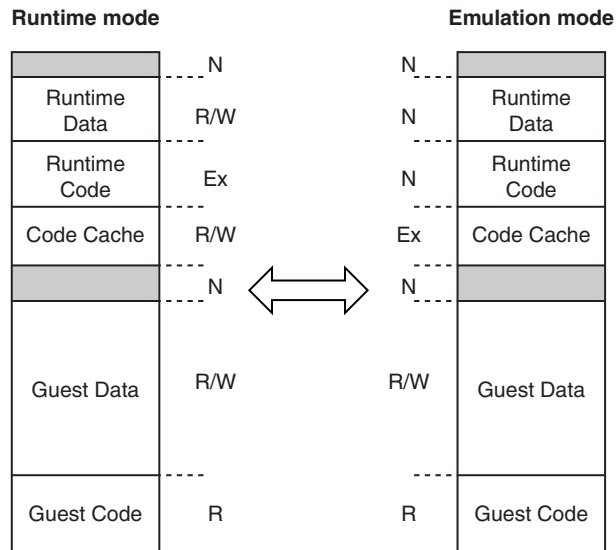 Runtime mode
Emulation mode
N
N
Runtime
Data
R/W
N
Runtime
Data
Runtime
Code
Ex
N
Runtime
Code
Code Cache
R/W
Ex
Code Cache
N
N
Guest Data
R/W
R/W
Guest Data
Guest Code
R
R
Guest Code